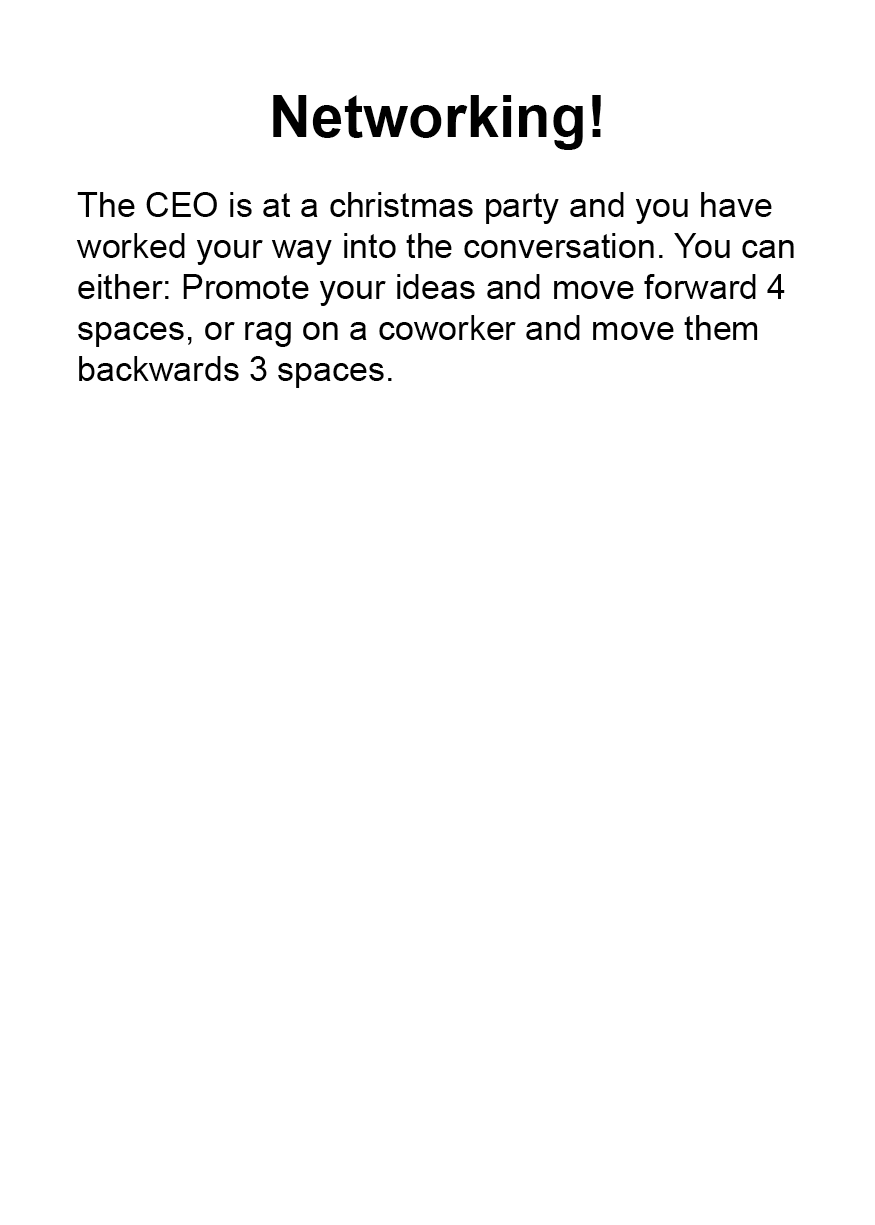 Networking!
The CEO is at a christmas party and you have
worked your way into the conversation. You can
either: Promote your ideas and move forward 4
spaces, or rag on a coworker and move them
backwards 3 spaces.